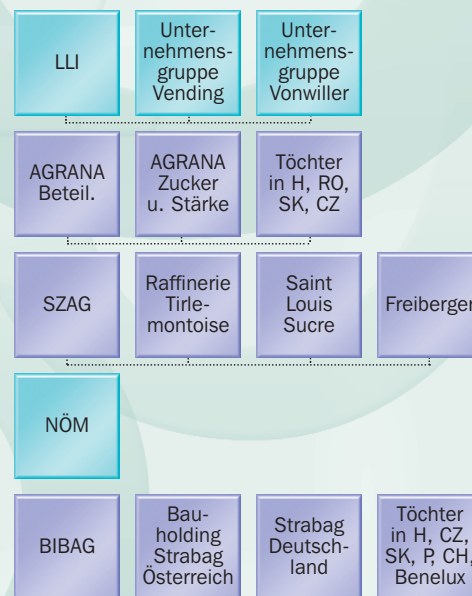 LLI
Unter-
nehmens-
gruppe
Vending
Unter-
nehmens-
gruppe
Vonwiller
AGRANA
Beteil.
AGRANA
Zucker
u. Stärke
Töchter
in H, RO,
SK, CZ
SZAG
Raffinerie
Tirle-
montoise
Saint
Louis
Sucre
Freiberger
NÖM
BIBAG
Bau-
holding
Strabag
Österreich
Strabag
Deutsch-
land
Töchter
in H, CZ,
SK, P, CH,
Benelux